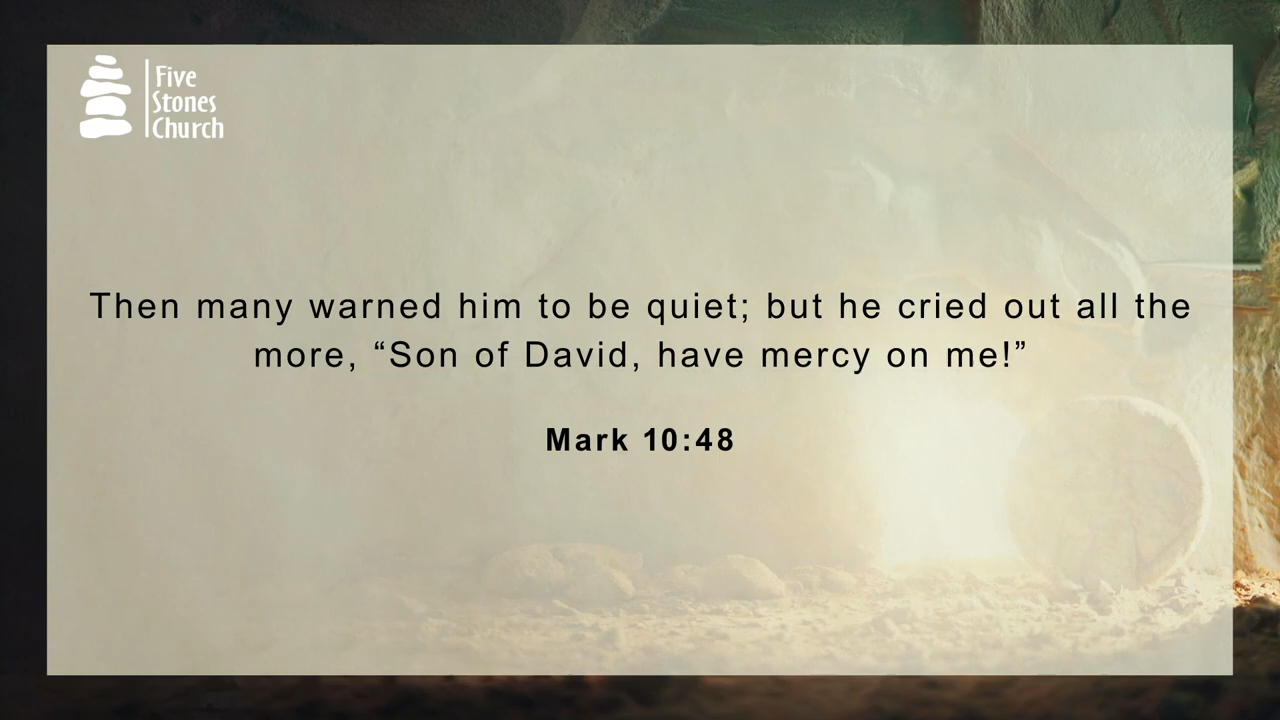 Five
Stones
Church
Then many warned him to be quiet; but he cried out all the
more, “Son of David, have mercy on me!”
Mark 10:48